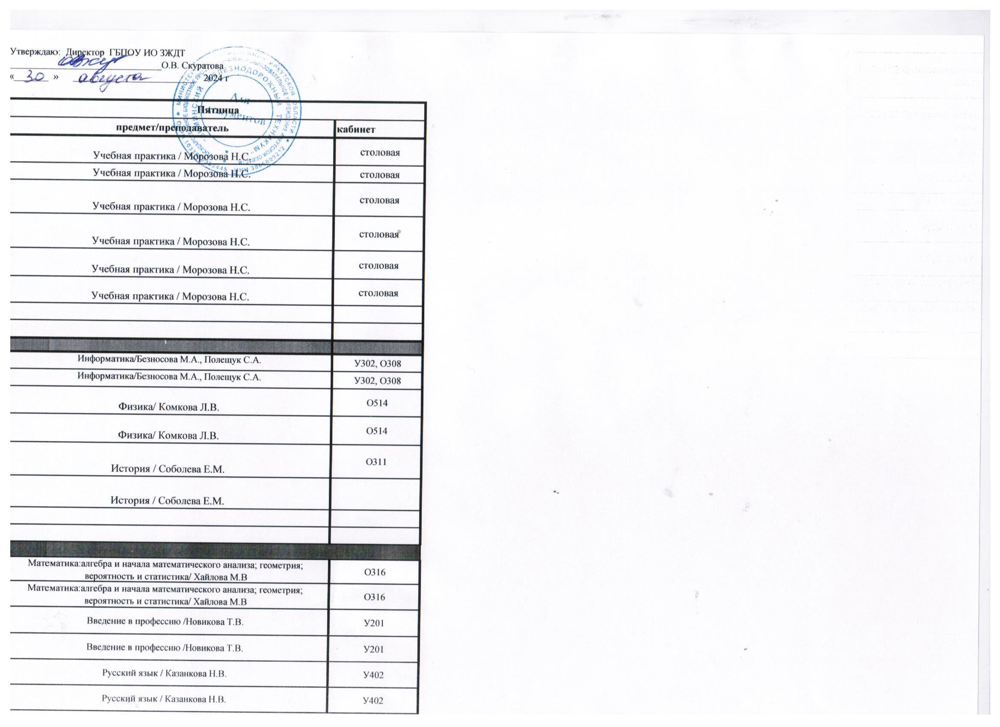 Утверждаю: Директор ГБПОУ ИО ЗЖДТ
О.В. Скуратова
« 30 » августа 2024 г
Для
документов
ЖЕЛЕЗНОДОРОЖНЫЙ ТЕХНИКУМ"
Пятница
предмет/преподаватель кабинет
Учебная практика / Морозова Н.С. столовая
Учебная практика / Морозова Н.С. столовая
Учебная практика / Морозова Н.С. столовая
Учебная практика / Морозова Н.С. столовая
Учебная практика / Морозова Н.С. столовая
Учебная практика / Морозова Н.С. столовая
Информатика/Безносова М.А., Полещук С.А. У302, О308
Информатика/Безносова М.А., Полещук С.А. У302, О308
Физика/ Комкова Л.В. О514
Физика/ Комкова Л.В. О514
История / Соболева Е.М. О311
История / Соболева Е.М.
Математика:алгебра и начала математического анализа; геометрия;
вероятность и статистика/ Хайлова М.В О316
Математика:алгебра и начала математического анализа; геометрия;
вероятность и статистика/ Хайлова М.В О316
Введение в профессию /Новикова Т.В. У201
Введение в профессию /Новикова Т.В. У201
Русский язык / Казанкова Н.В. У402
Русский язык / Казанкова Н.В. У402